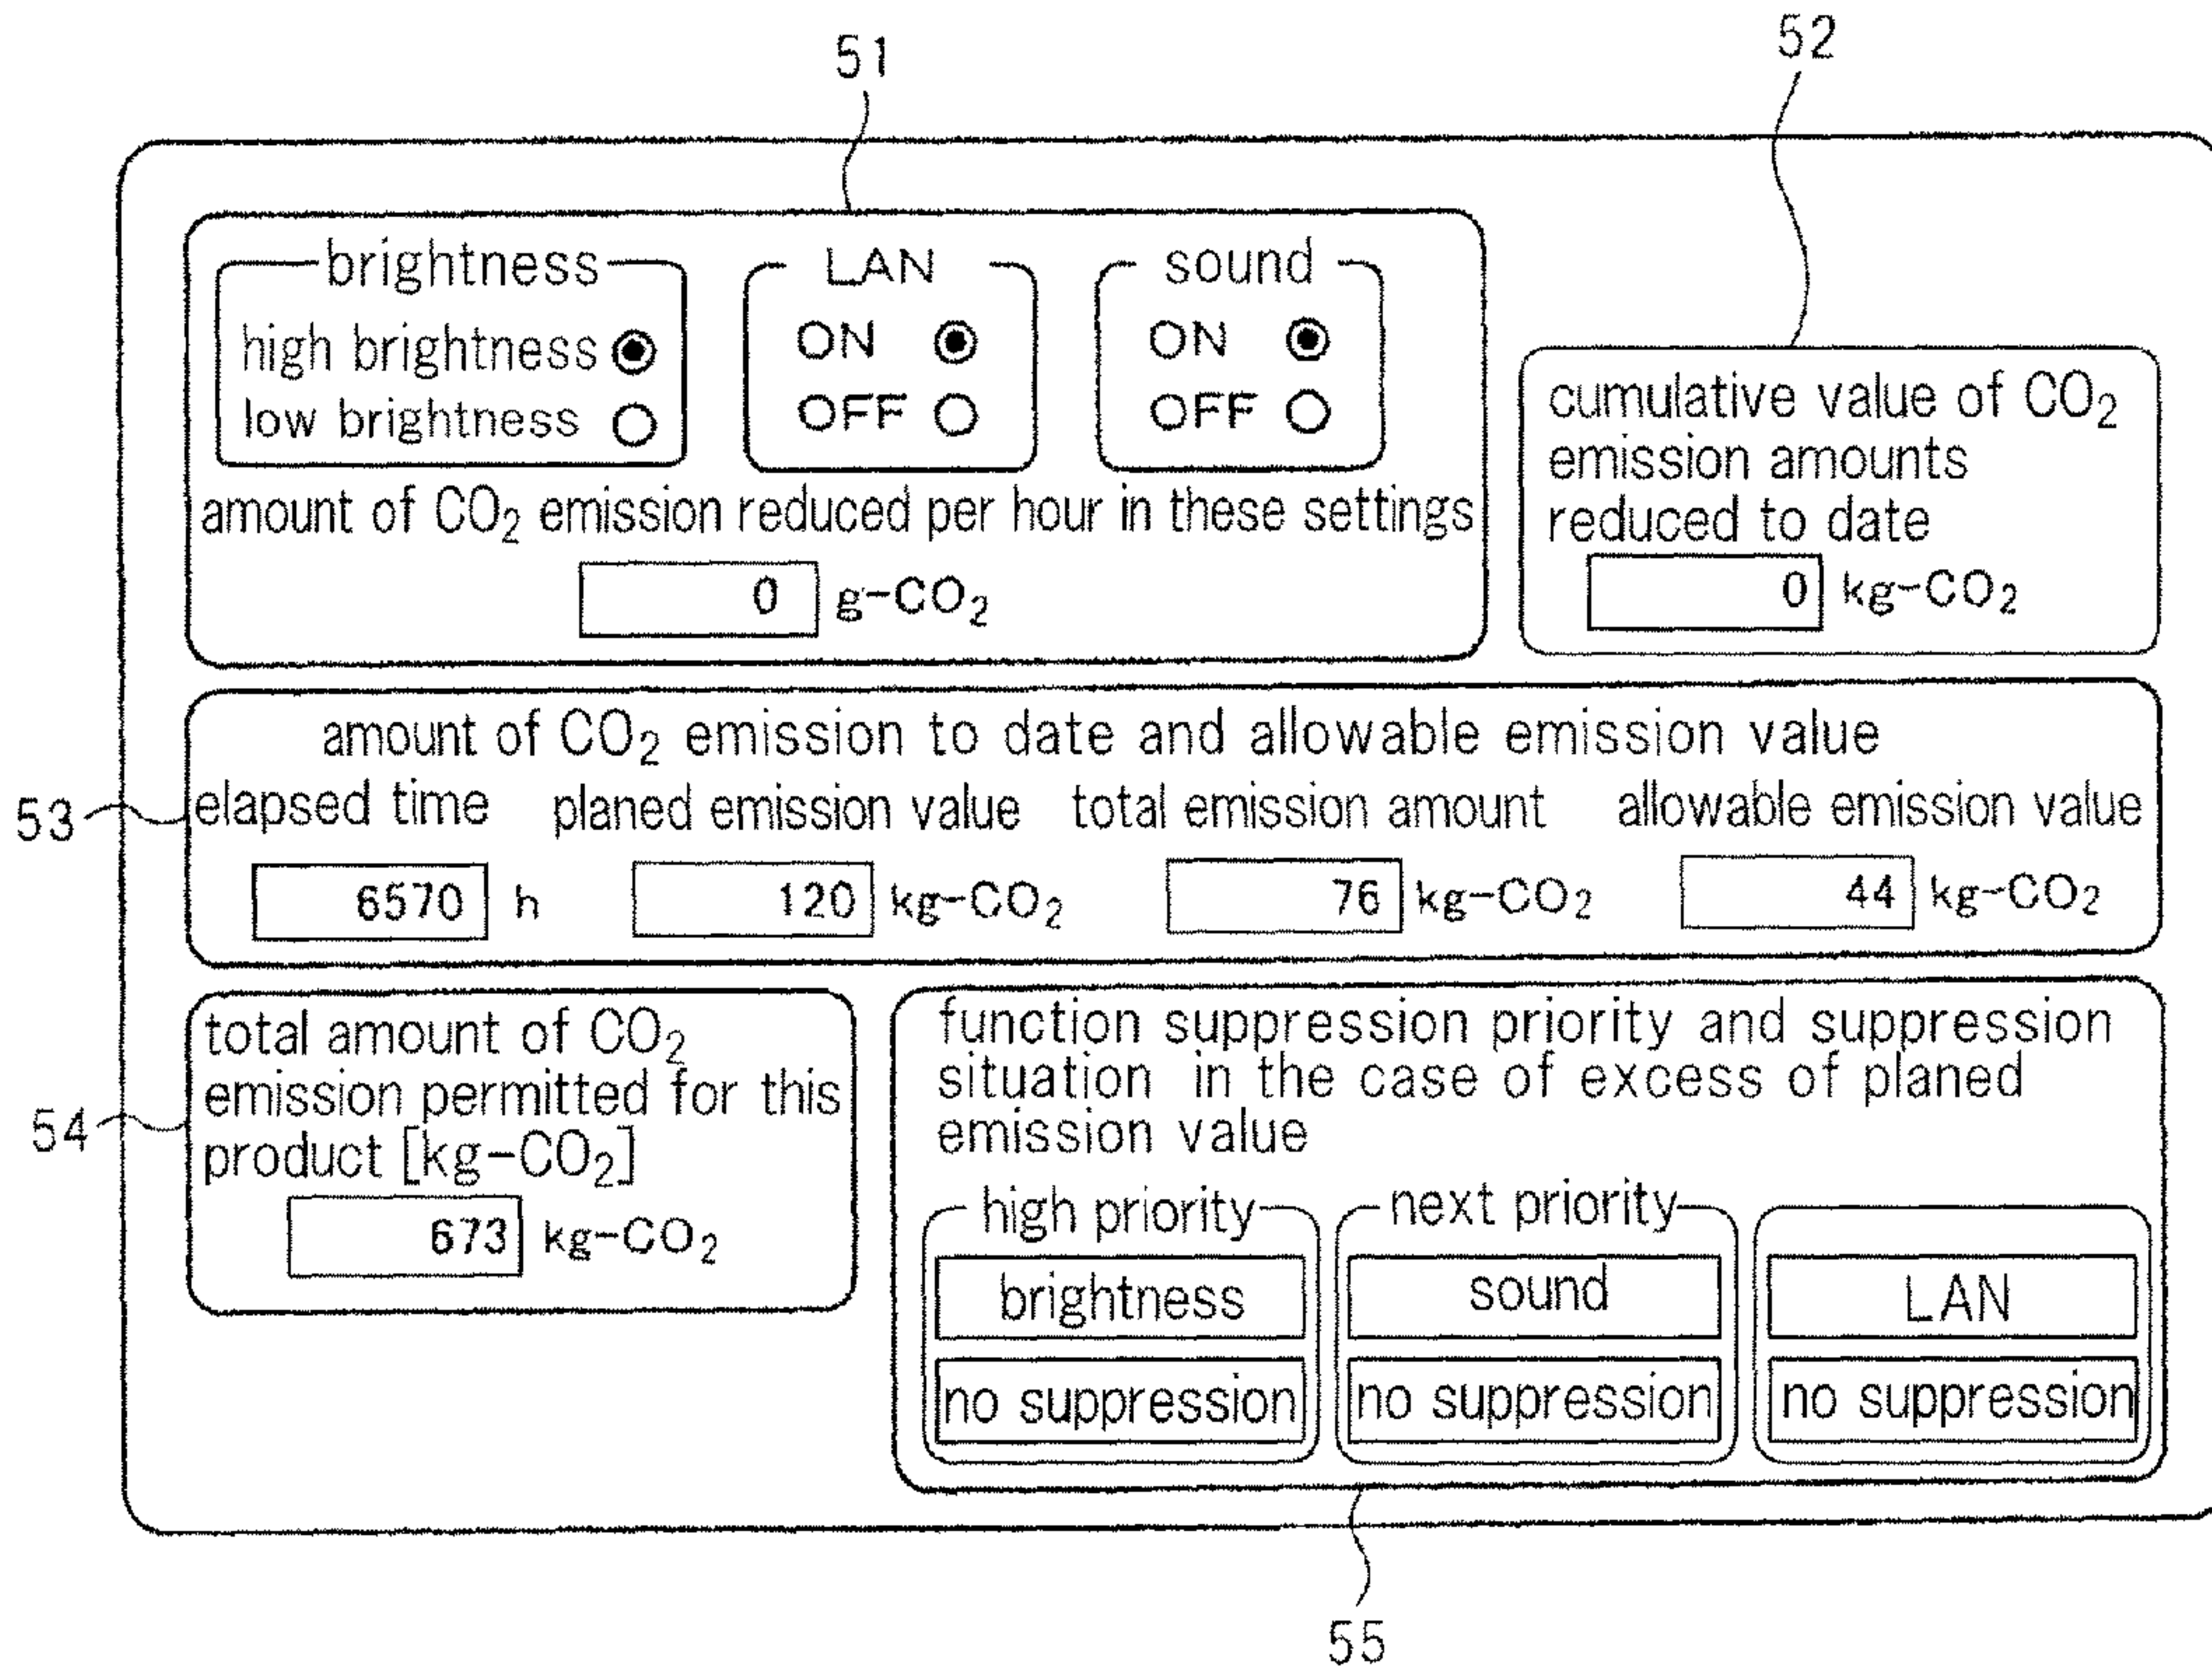 51
52
brightness
high brightness
low brightness
LAN
ON
OFF
sound
ON
OFF
amount of CO₂ emission reduced per hour in these settings
0 g-CO₂
cumulative value of CO₂
emission amounts
reduced to date
0 kg-CO₂
53
amount of CO₂ emission to date and allowable emission value
elapsed time planed emission value total emission amount allowable emission value
6570 h 120 kg-CO₂ 76 kg-CO₂ 44 kg-CO₂
54
total amount of CO₂
emission permitted for this
product [kg-CO₂]
673 kg-CO₂
function suppression priority and suppression
situation in the case of excess of planed
emission value
high priority
brightness
no suppression
next priority
sound
no suppression
LAN
no suppression
55